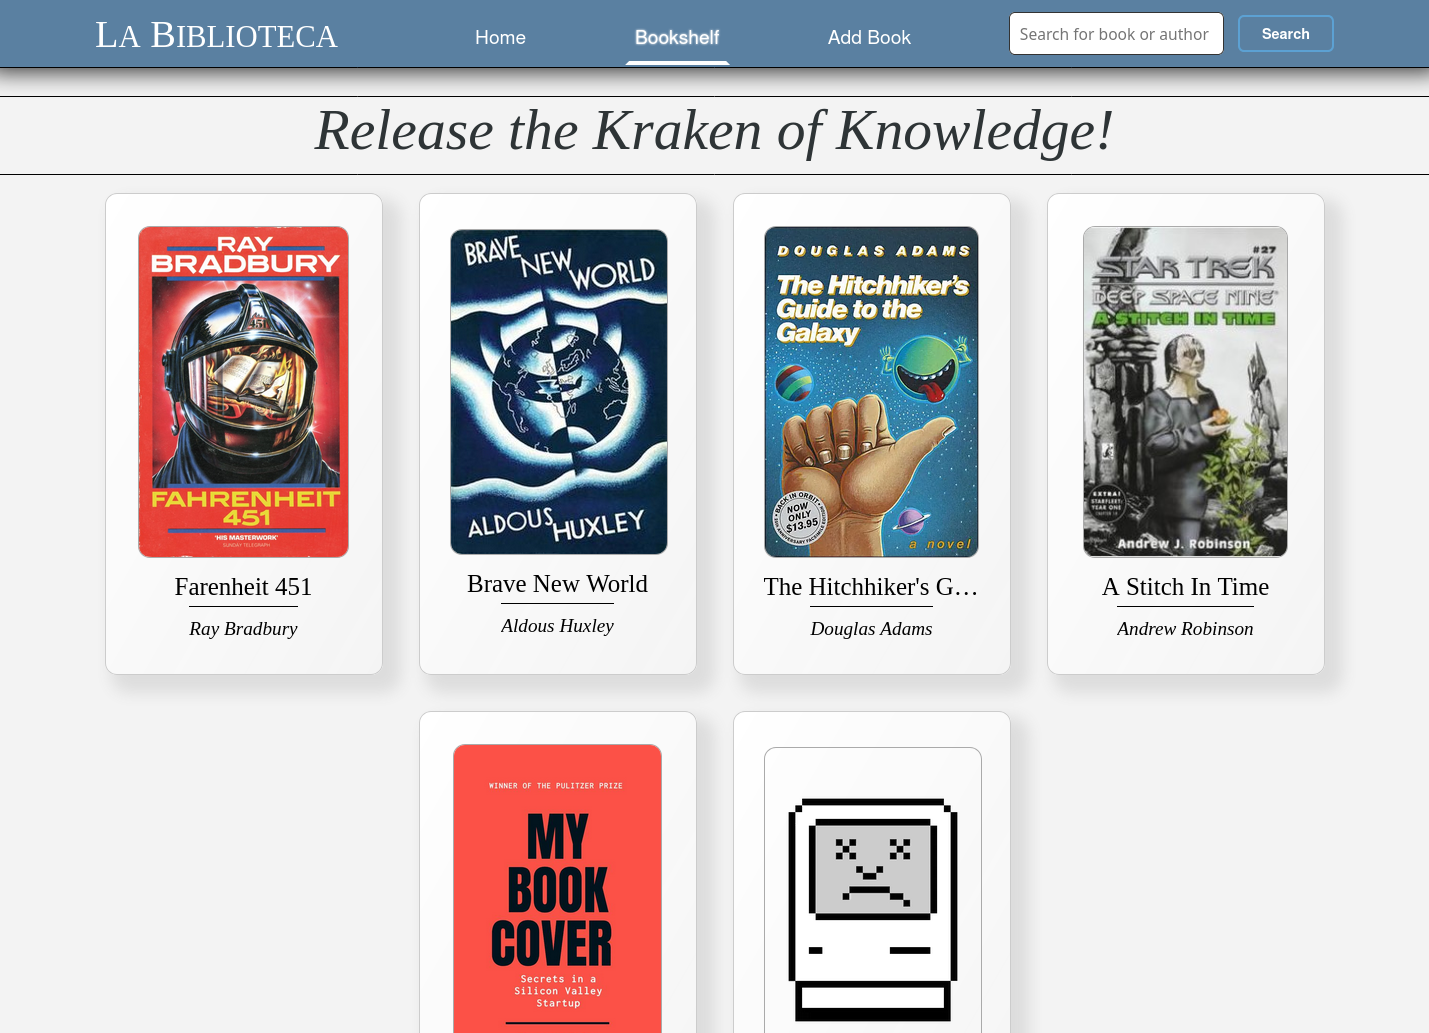 LA BIBLIOTECA
Home
Bookshelf
Add Book
Search for book or author
Search
Release the Kraken of Knowledge!
RAY
BRADBURY
451
FAHRENHEIT
451
'HIS MASTERWORK'
SUNDAY TELEGRAPH
Farenheit 451
Ray Bradbury
BRAVE NEW WORLD
ALDOUS HUXLEY
Brave New World
Aldous Huxley
DOUGLAS ADAMS
The Hitchhiker's
Guide to the
Galaxy
BACK IN ORBIT
NOW
ONLY
$13.95
a novel
The Hitchhiker's G…
Douglas Adams
#27
STAR TREK
DEEP SPACE NINE
A STITCH IN TIME
EXTRA!
STARFLEET:
YEAR ONE
Andrew J. Robinson
A Stitch In Time
Andrew Robinson
WINNER OF THE PULITZER PRIZE
MY
BOOK
COVER
Secrets in a
Silicon Valley
Startup